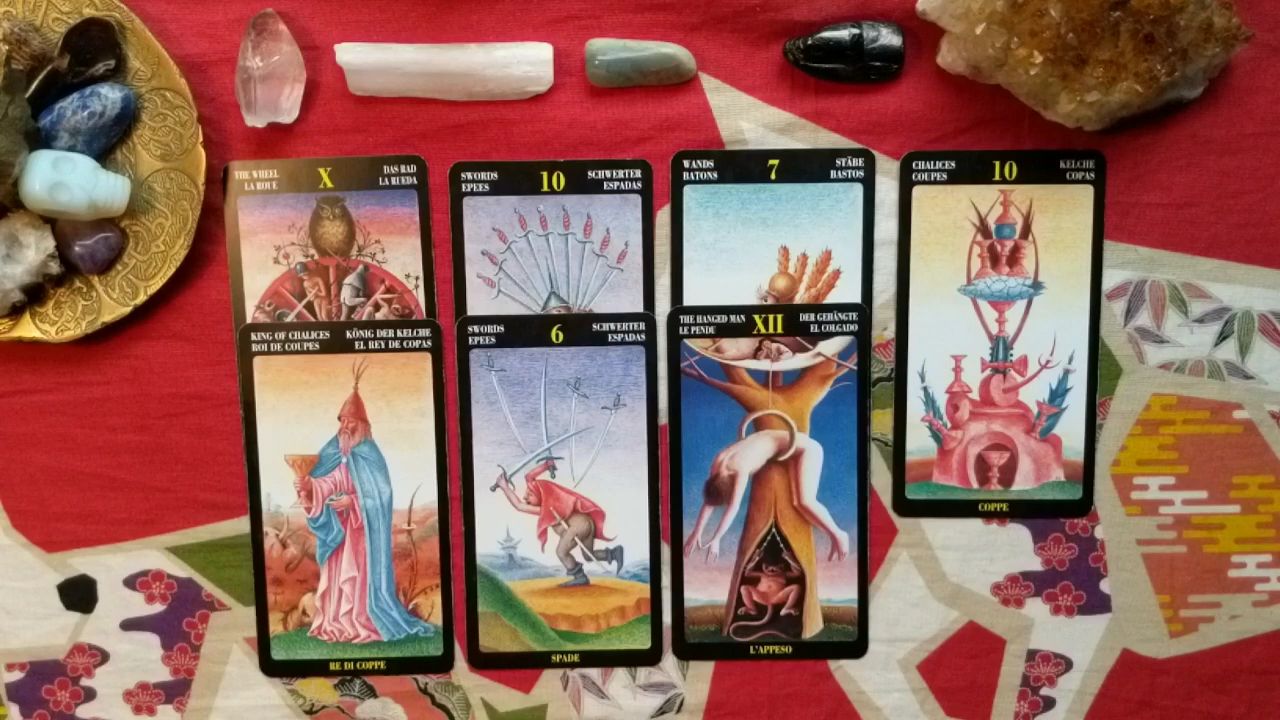 THE WHEEL
LA ROUE
X
DAS RAD
LA RUEDA
SWORDS
EPEES
10
SCHWERTER
ESPADAS
WANDS
BATONS
7
STÄBE
BASTOS
CHALICES
COUPES
10
KELCHE
COPAS
COPPE
KING OF CHALICES
ROI DE COUPES
KÖNIG DER KELCHE
EL REY DE COPAS
RE DI COPPE
SWORDS
EPEES
6
SCHWERTER
ESPADAS
SPADE
THE HANGED MAN
LE PENDU
XII
DER GEHÄNGTE
EL COLGADO
L'APPESO